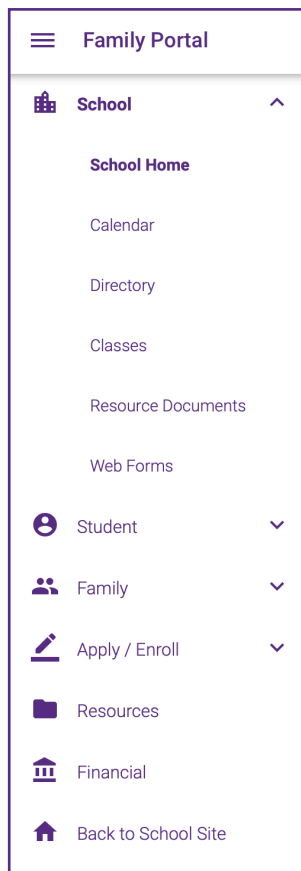 Family Portal
School
School Home
Calendar
Directory
Classes
Resource Documents
Web Forms
Student
Family
Apply / Enroll
Resources
Financial
Back to School Site